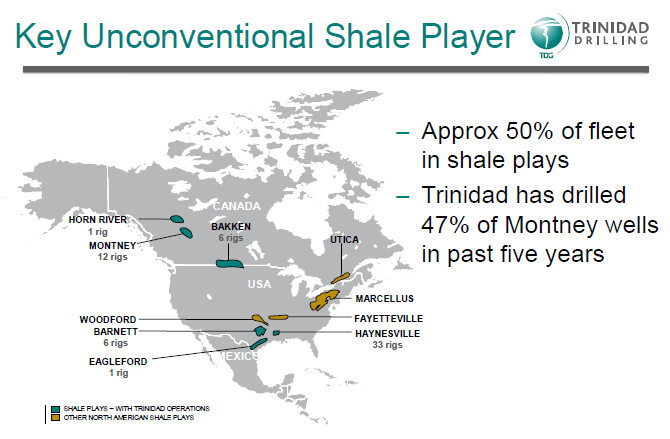 Key Unconventional Shale Player
TRINIDAD
DRILLING
TDG
– Approx 50% of fleet
in shale plays
– Trinidad has drilled
47% of Montney wells
in past five years
CANADA
HORN RIVER
1 rig
MONTNEY
12 rigs
BAKKEN
6 rigs
UTICA
USA
MARCELLUS
WOODFORD
FAYETTEVILLE
BARNETT
6 rigs
HAYNESVILLE
33 rigs
EAGLEFORD
1 rig
MEXICO
SHALE PLAYS – WITH TRINIDAD OPERATIONS
OTHER NORTH AMERICAN SHALE PLAYS